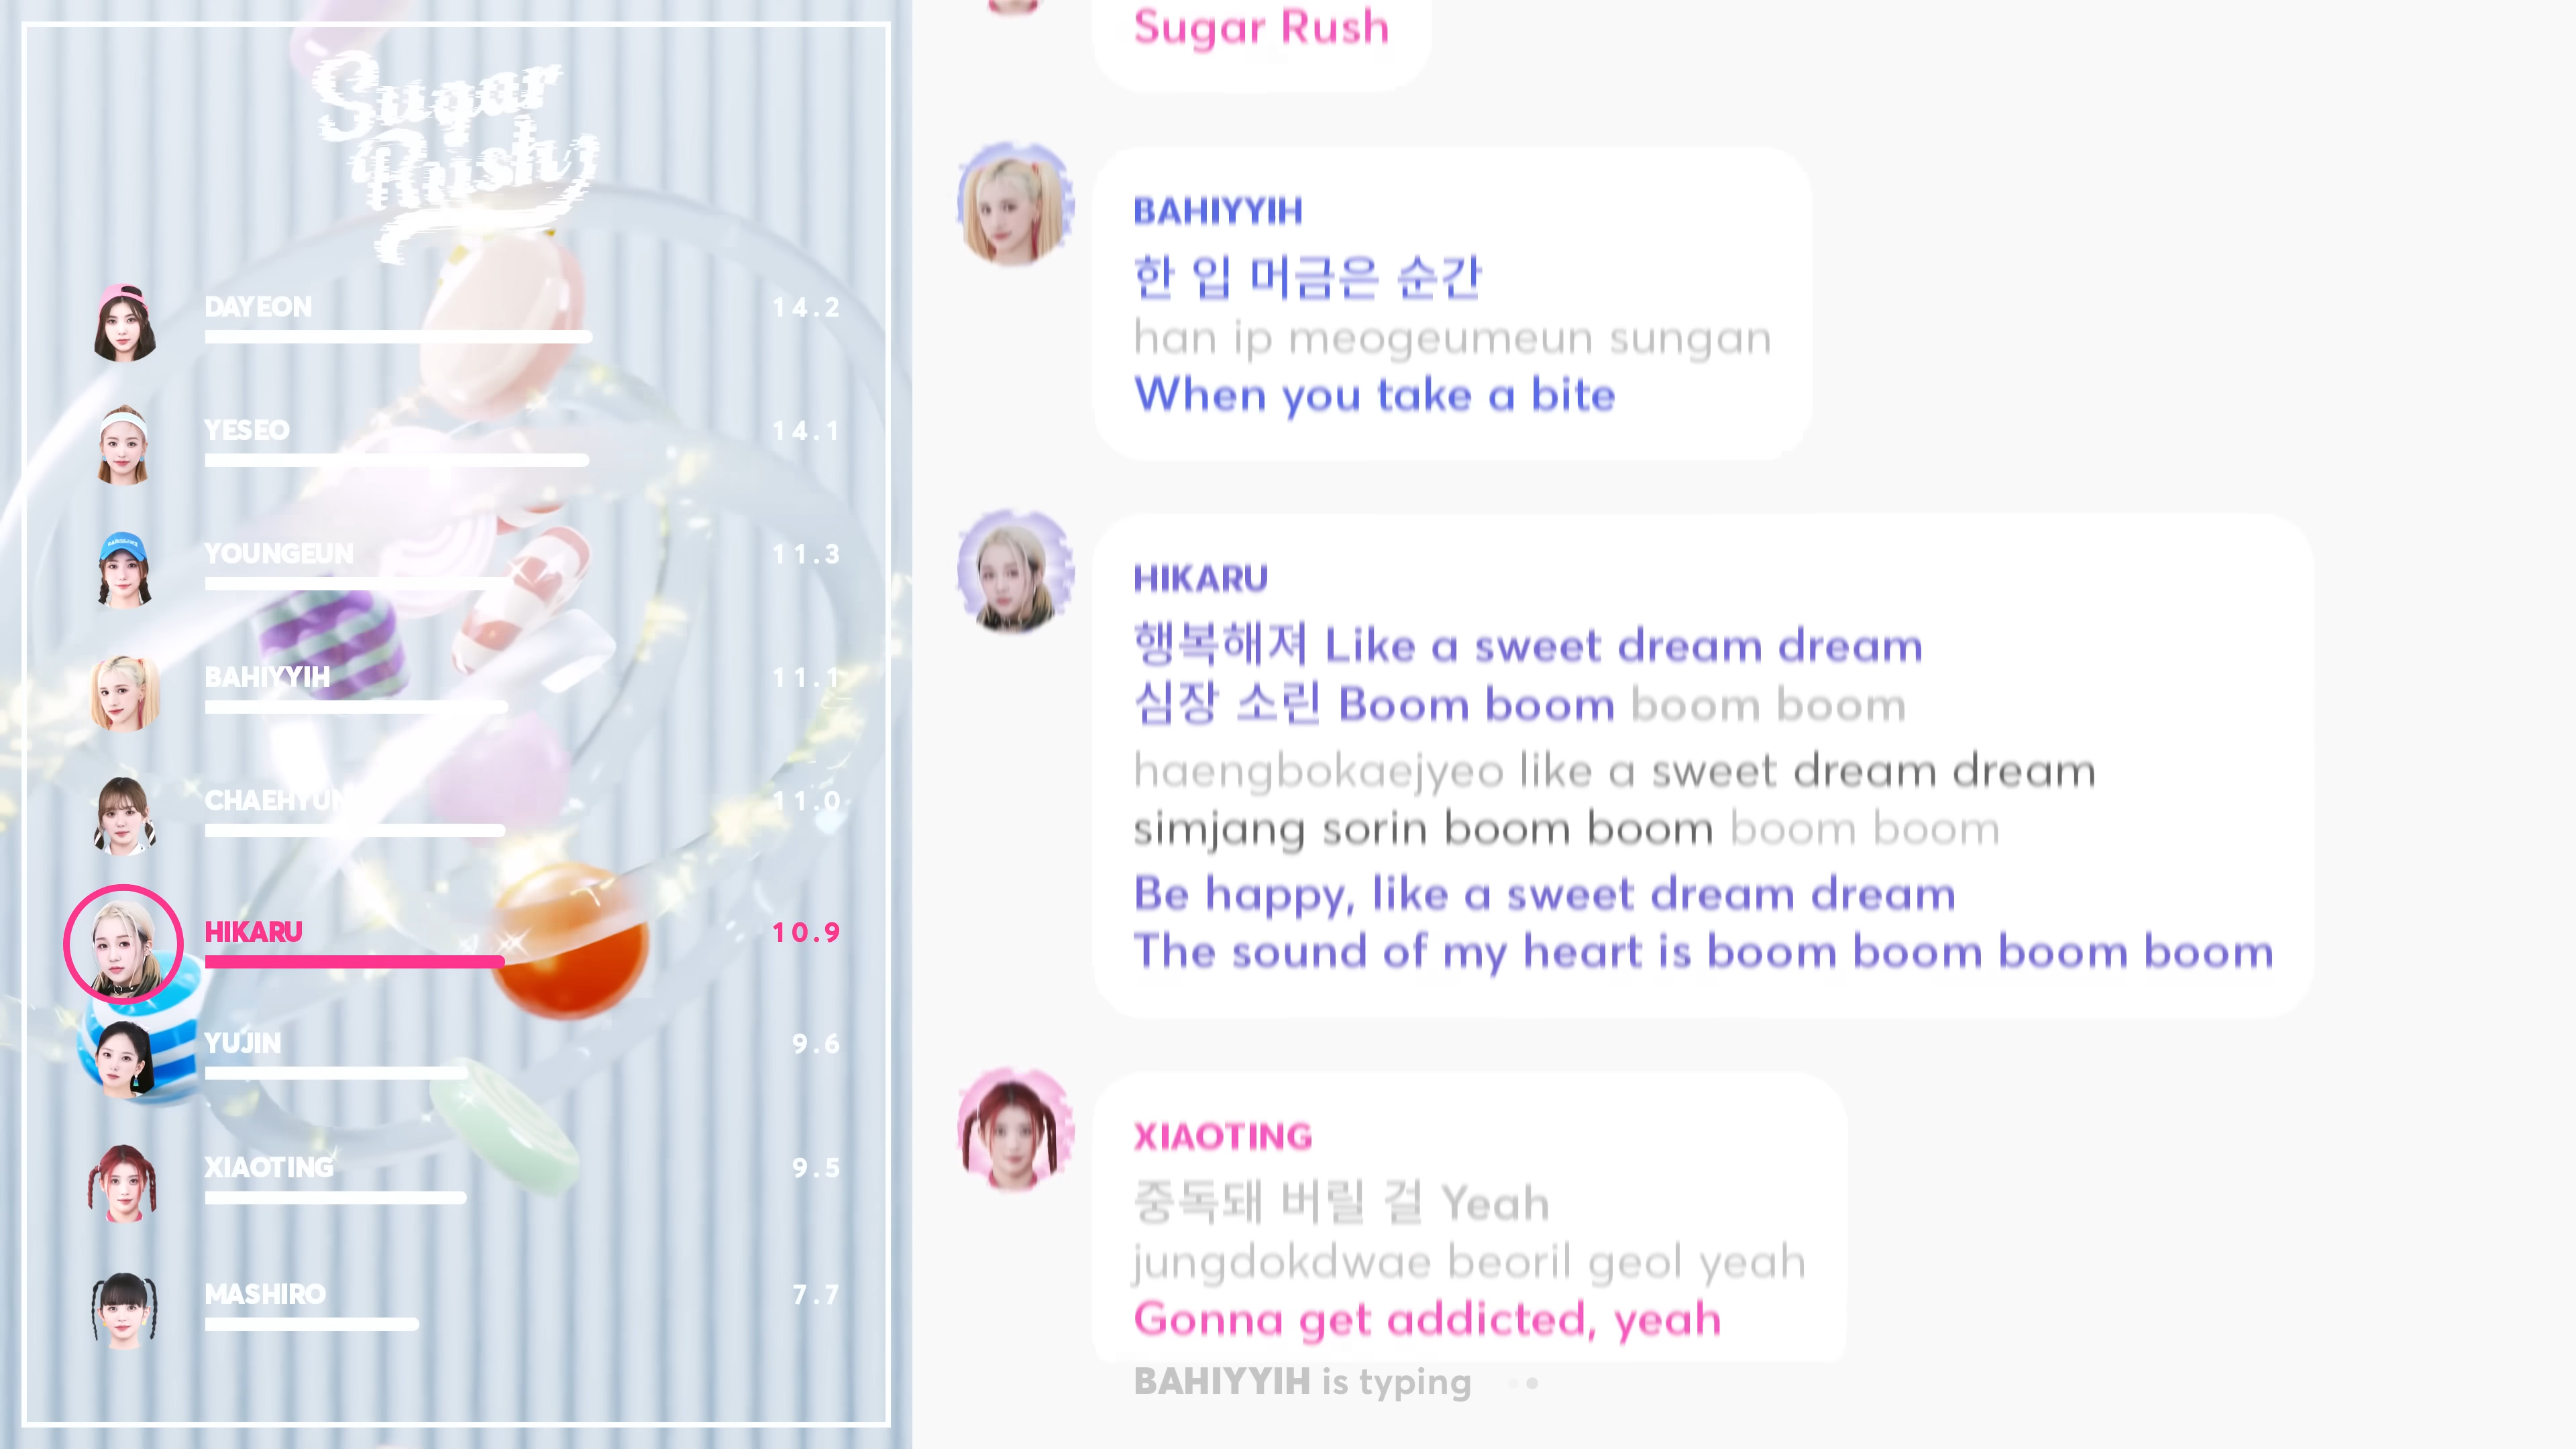 Sugar
Rush
DAYEON 14.2
YESEO 14.1
YOUNGEUN 11.3
BAHIYYIH 11.1
CHAEHYUN 11.0
HIKARU 10.9
YUJIN 9.6
XIAOTING 9.5
MASHIRO 7.7
Sugar Rush
BAHIYYIH
한 입 머금은 순간
han ip meogeumeun sungan
When you take a bite
HIKARU
행복해져 Like a sweet dream dream
심장 소린 Boom boom boom boom
haengbokaejyeo like a sweet dream dream
simjang sorin boom boom boom boom
Be happy, like a sweet dream dream
The sound of my heart is boom boom boom boom
XIAOTING
중독돼 버릴 걸 Yeah
jungdokdwae beoril geol yeah
Gonna get addicted, yeah
BAHIYYIH is typing